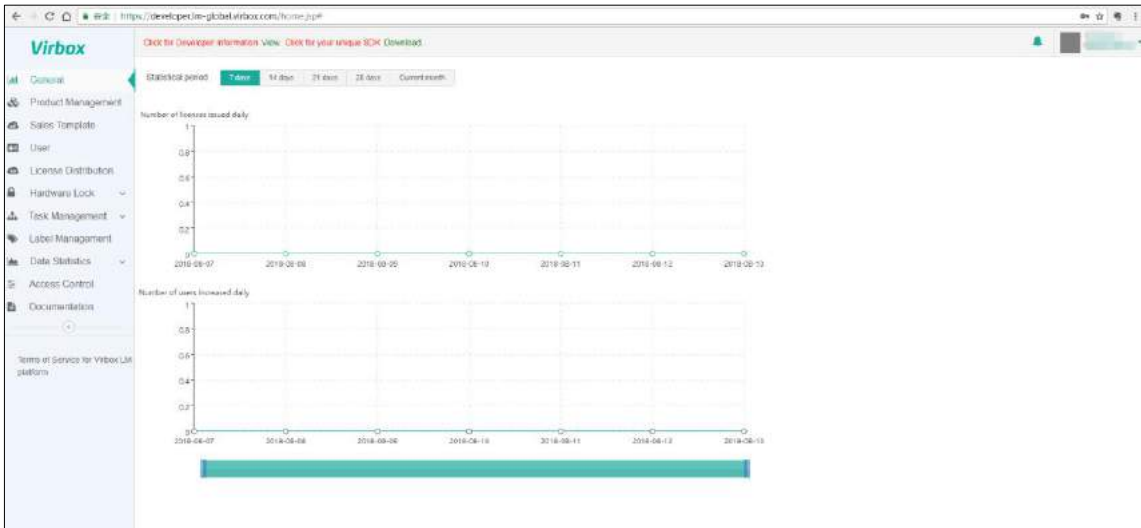 安全 https://developer.lm-global.virbox.com/home.jsp#
Virbox
Click for Developer information View. Click for your unique SDK Download
General
Product Management
Sales Template
User
License Distribution
Hardware Lock
Task Management
Label Management
Data Statistics
Access Control
Documentation
Terms of Service for Virbox LM
platform
Statistical period 7 days 14 days 21 days 28 days Current month
Number of licenses issued daily
1
0.8
0.6
0.4
0.2
0
2018-08-07 2018-08-08 2018-08-09 2018-08-10 2018-08-11 2018-08-12 2018-08-13
Number of users increased daily
1
0.8
0.6
0.4
0.2
0
2018-08-07 2018-08-08 2018-08-09 2018-08-10 2018-08-11 2018-08-12 2018-08-13